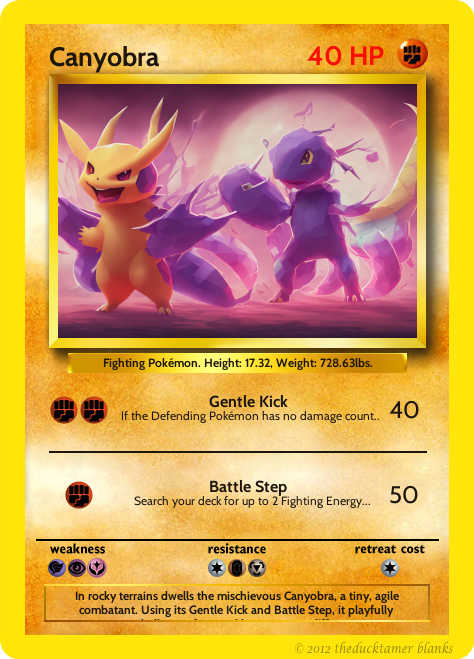 Canyobra
40 HP
Fighting Pokémon. Height: 17.32, Weight: 728.63lbs.
Gentle Kick
If the Defending Pokémon has no damage count..
40
Battle Step
Search your deck for up to 2 Fighting Energy...
50
weakness
resistance
retreat cost
In rocky terrains dwells the mischievous Canyobra, a tiny, agile
combatant. Using its Gentle Kick and Battle Step, it playfully
© 2012 theducktamer blanks